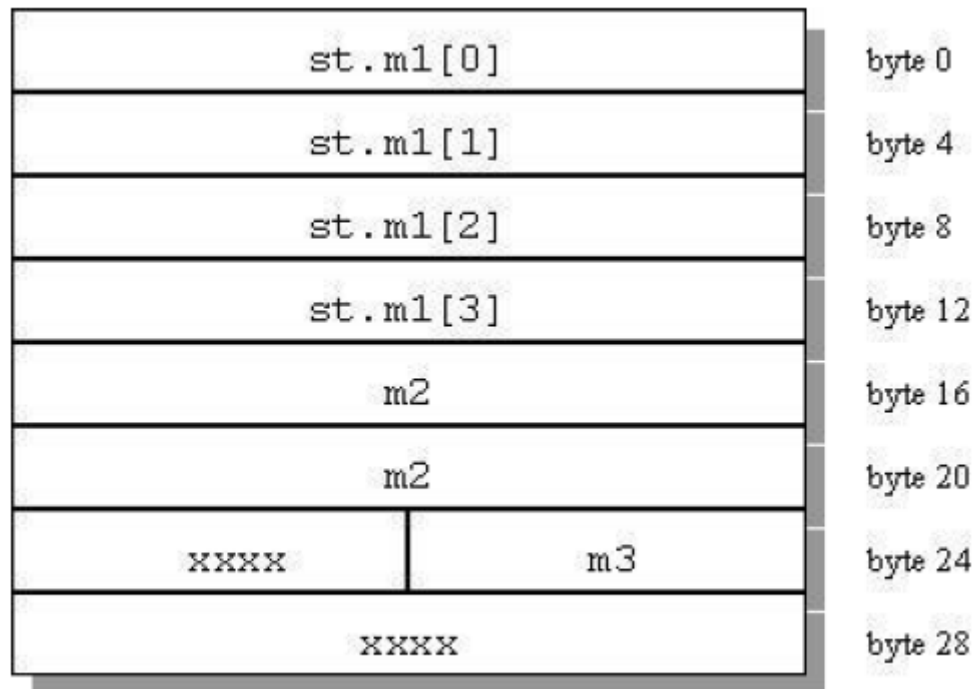 st.m1[0] byte 0
st.m1[1] byte 4
st.m1[2] byte 8
st.m1[3] byte 12
m2 byte 16
m2 byte 20
xxxx m3 byte 24
xxxx byte 28